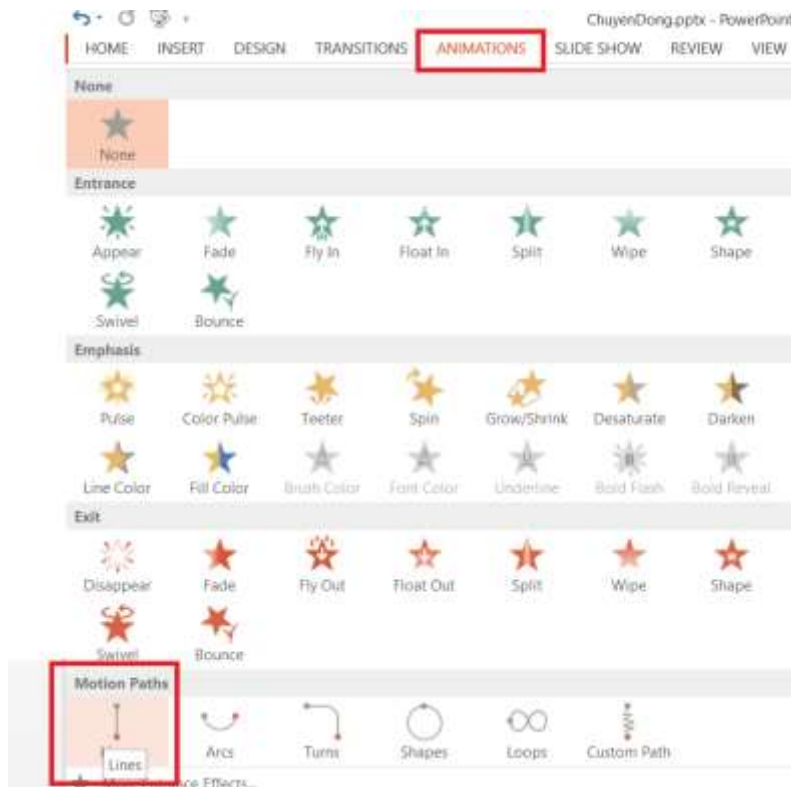 ChuyenDong.pptx - PowerPoint
HOME INSERT DESIGN TRANSITIONS ANIMATIONS SLIDE SHOW REVIEW VIEW
None
None
Entrance
Appear Fade Fly In Float In Split Wipe Shape
Swivel Bounce
Emphasis
Pulse Color Pulse Teeter Spin Grow/Shrink Desaturate Darken
Line Color Fill Color Brush Color Font Color Underline Bold Flash Bold Reveal
Exit
Disappear Fade Fly Out Float Out Split Wipe Shape
Swivel Bounce
Motion Paths
Arcs Turns Shapes Loops Custom Path
Lines
Effects...